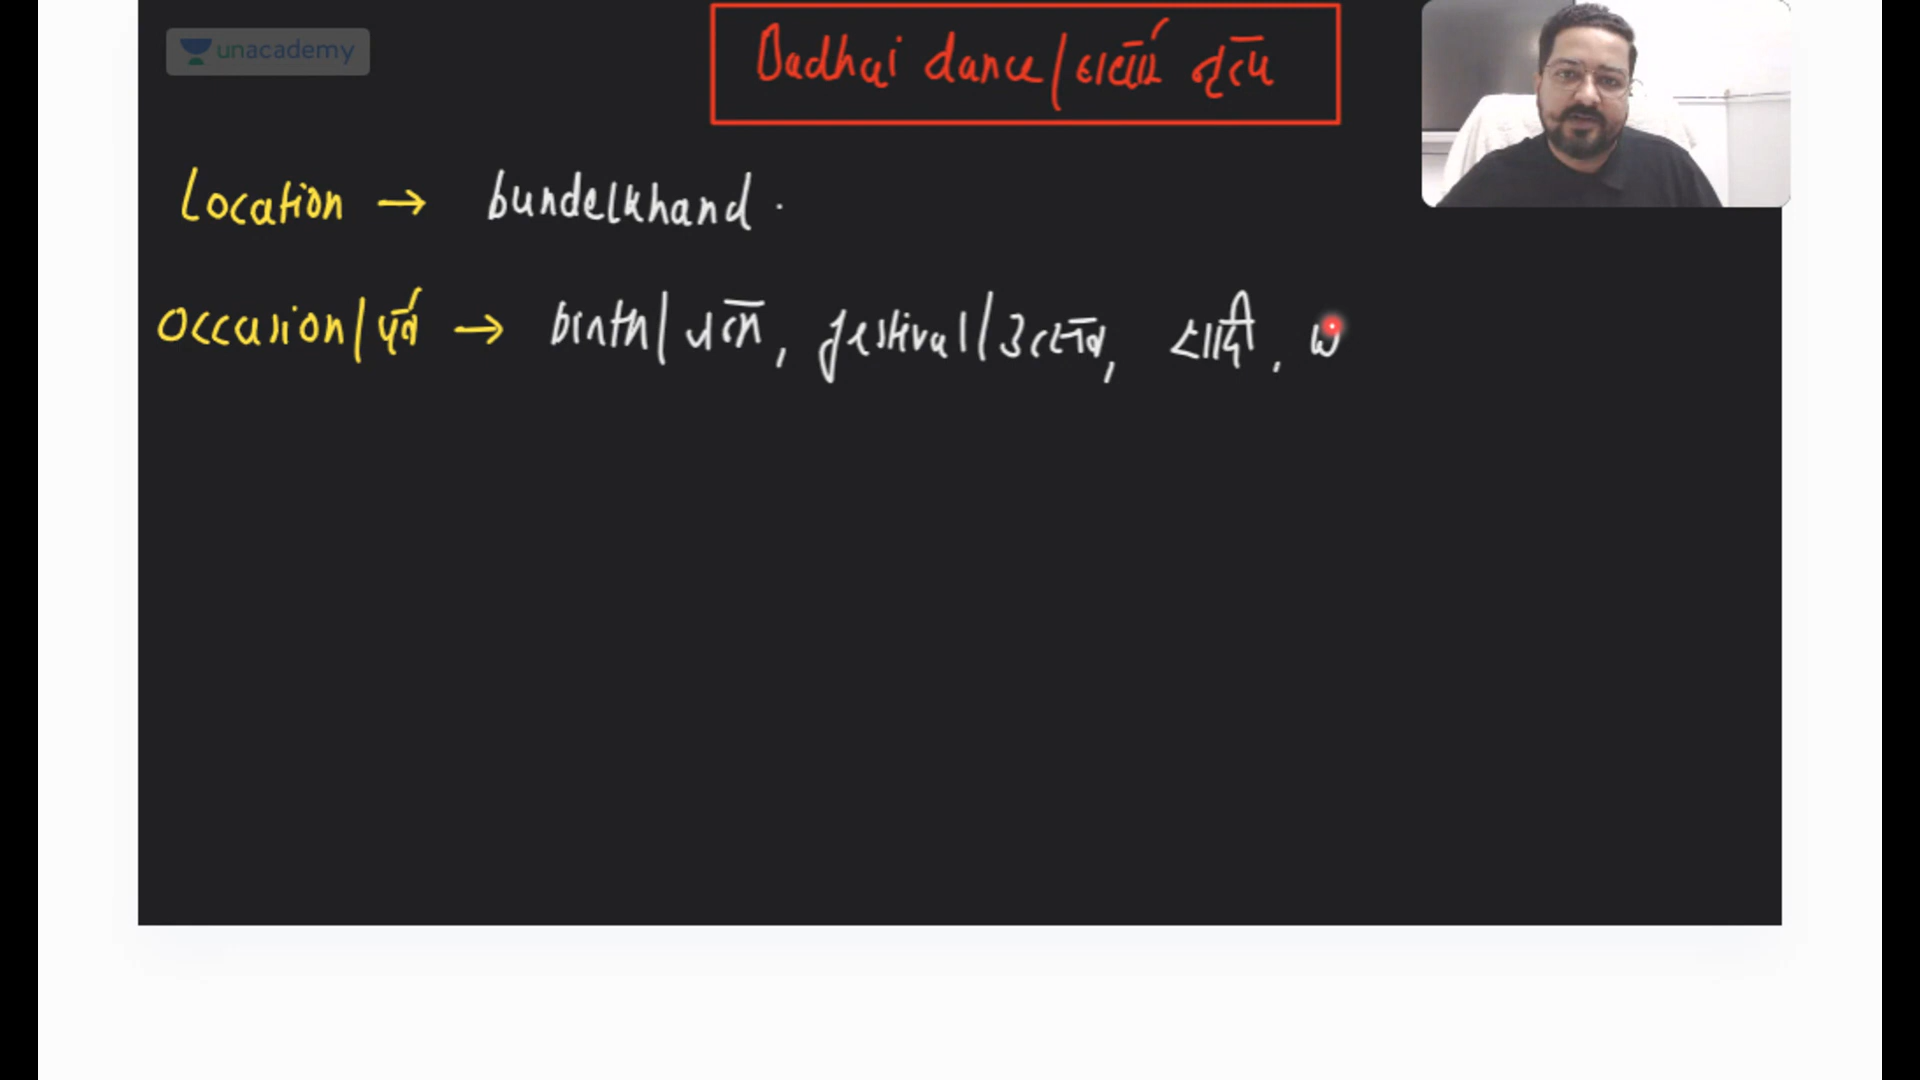 unacademy
Badhai dance/बधाई नृत्य
Location → bundelkhand .
Occasion/पर्व → birth/जन्म, festival/उत्सव, शादी,